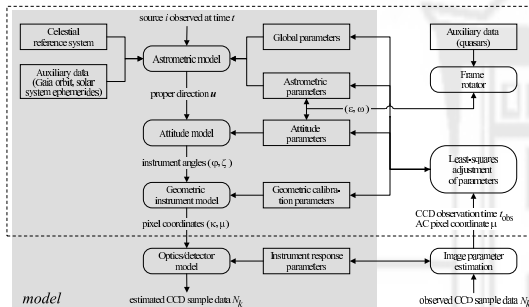 source i observed at time t
Celestial
reference system
Auxiliary data
(Gaia orbit, solar
system ephemerides)
Astrometric model
Global parameters
Auxiliary data
(quasars)
Frame
rotator
proper direction u
Astrometric
parameters
(ε, ω)
Attitude model
Attitude
parameters
instrument angles (φ, ζ)
Least-squares
adjustment
of parameters
Geometric
instrument model
Geometric calibra-
tion parameters
CCD observation time tobs
AC pixel coordinate μ
pixel coordinates (κ, μ)
Optics/detector
model
Instrument response
parameters
Image parameter
estimation
model
estimated CCD sample data Nk
observed CCD sample data Nk